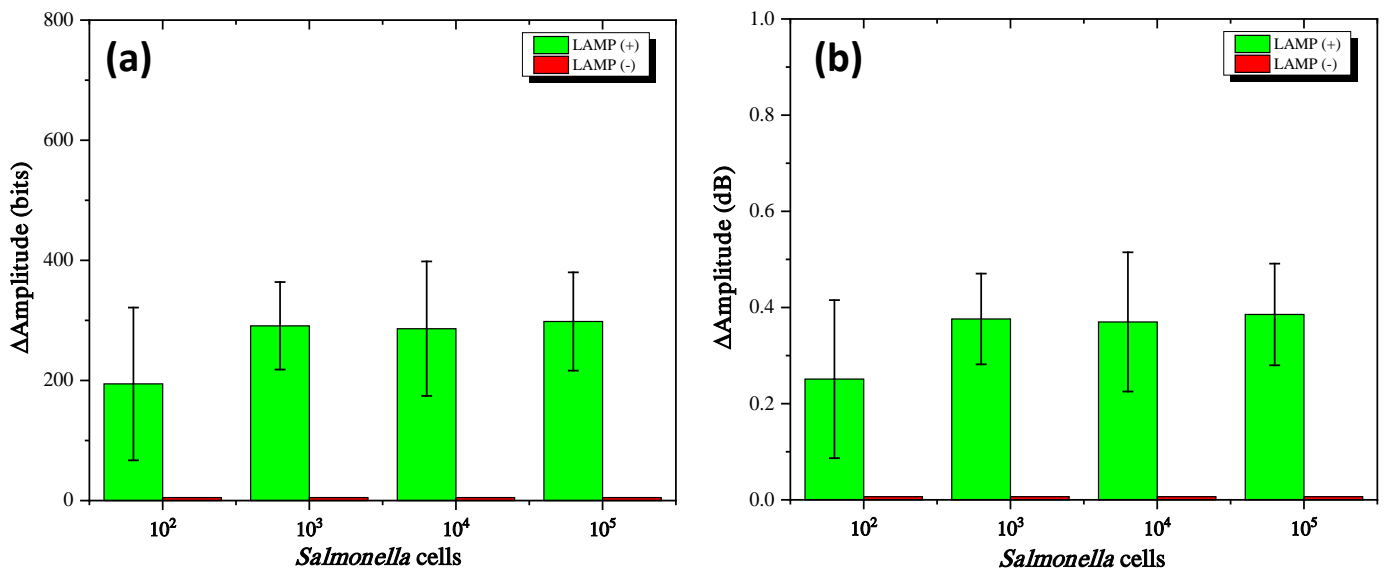 (a)
LAMP (+)
LAMP (-)
800
600
400
200
0
ΔAmplitude (bits)
10² 10³ 10⁴ 10⁵
Salmonella cells
(b)
LAMP (+)
LAMP (-)
1.0
0.8
0.6
0.4
0.2
0.0
ΔAmplitude (dB)
10² 10³ 10⁴ 10⁵
Salmonella cells